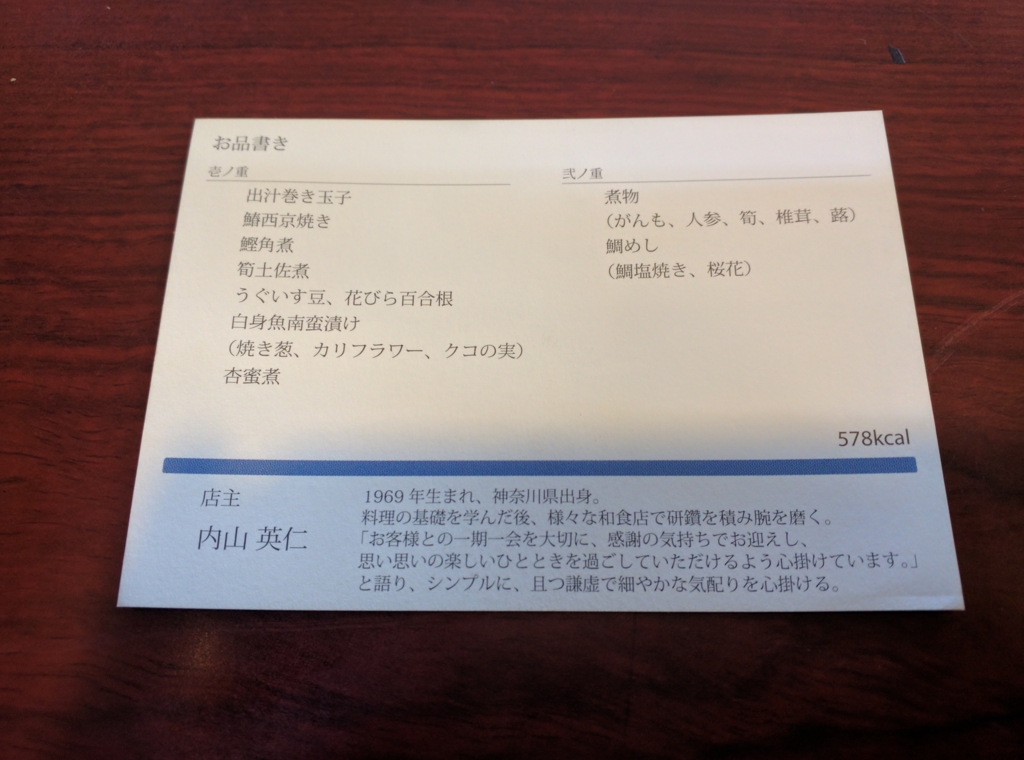 お品書き
壱ノ重
出汁巻き玉子
鰆西京焼き
鰹角煮
筍土佐煮
うぐいす豆、花びら百合根
白身魚南蛮漬け
（焼き葱、カリフラワー、クコの実）
杏蜜煮
弐ノ重
煮物
（がんも、人参、筍、椎茸、蕗）
鯛めし
（鯛塩焼き、桜花）
578kcal
店主
内山 英仁
1969 年生まれ、神奈川県出身。
料理の基礎を学んだ後、様々な和食店で研鑽を積み腕を磨く。
「お客様との一期一会を大切に、感謝の気持ちでお迎えし、
思い思いの楽しいひとときを過ごしていただけるよう心掛けています。」
と語り、シンプルに、且つ謙虚で細やかな気配りを心掛ける。